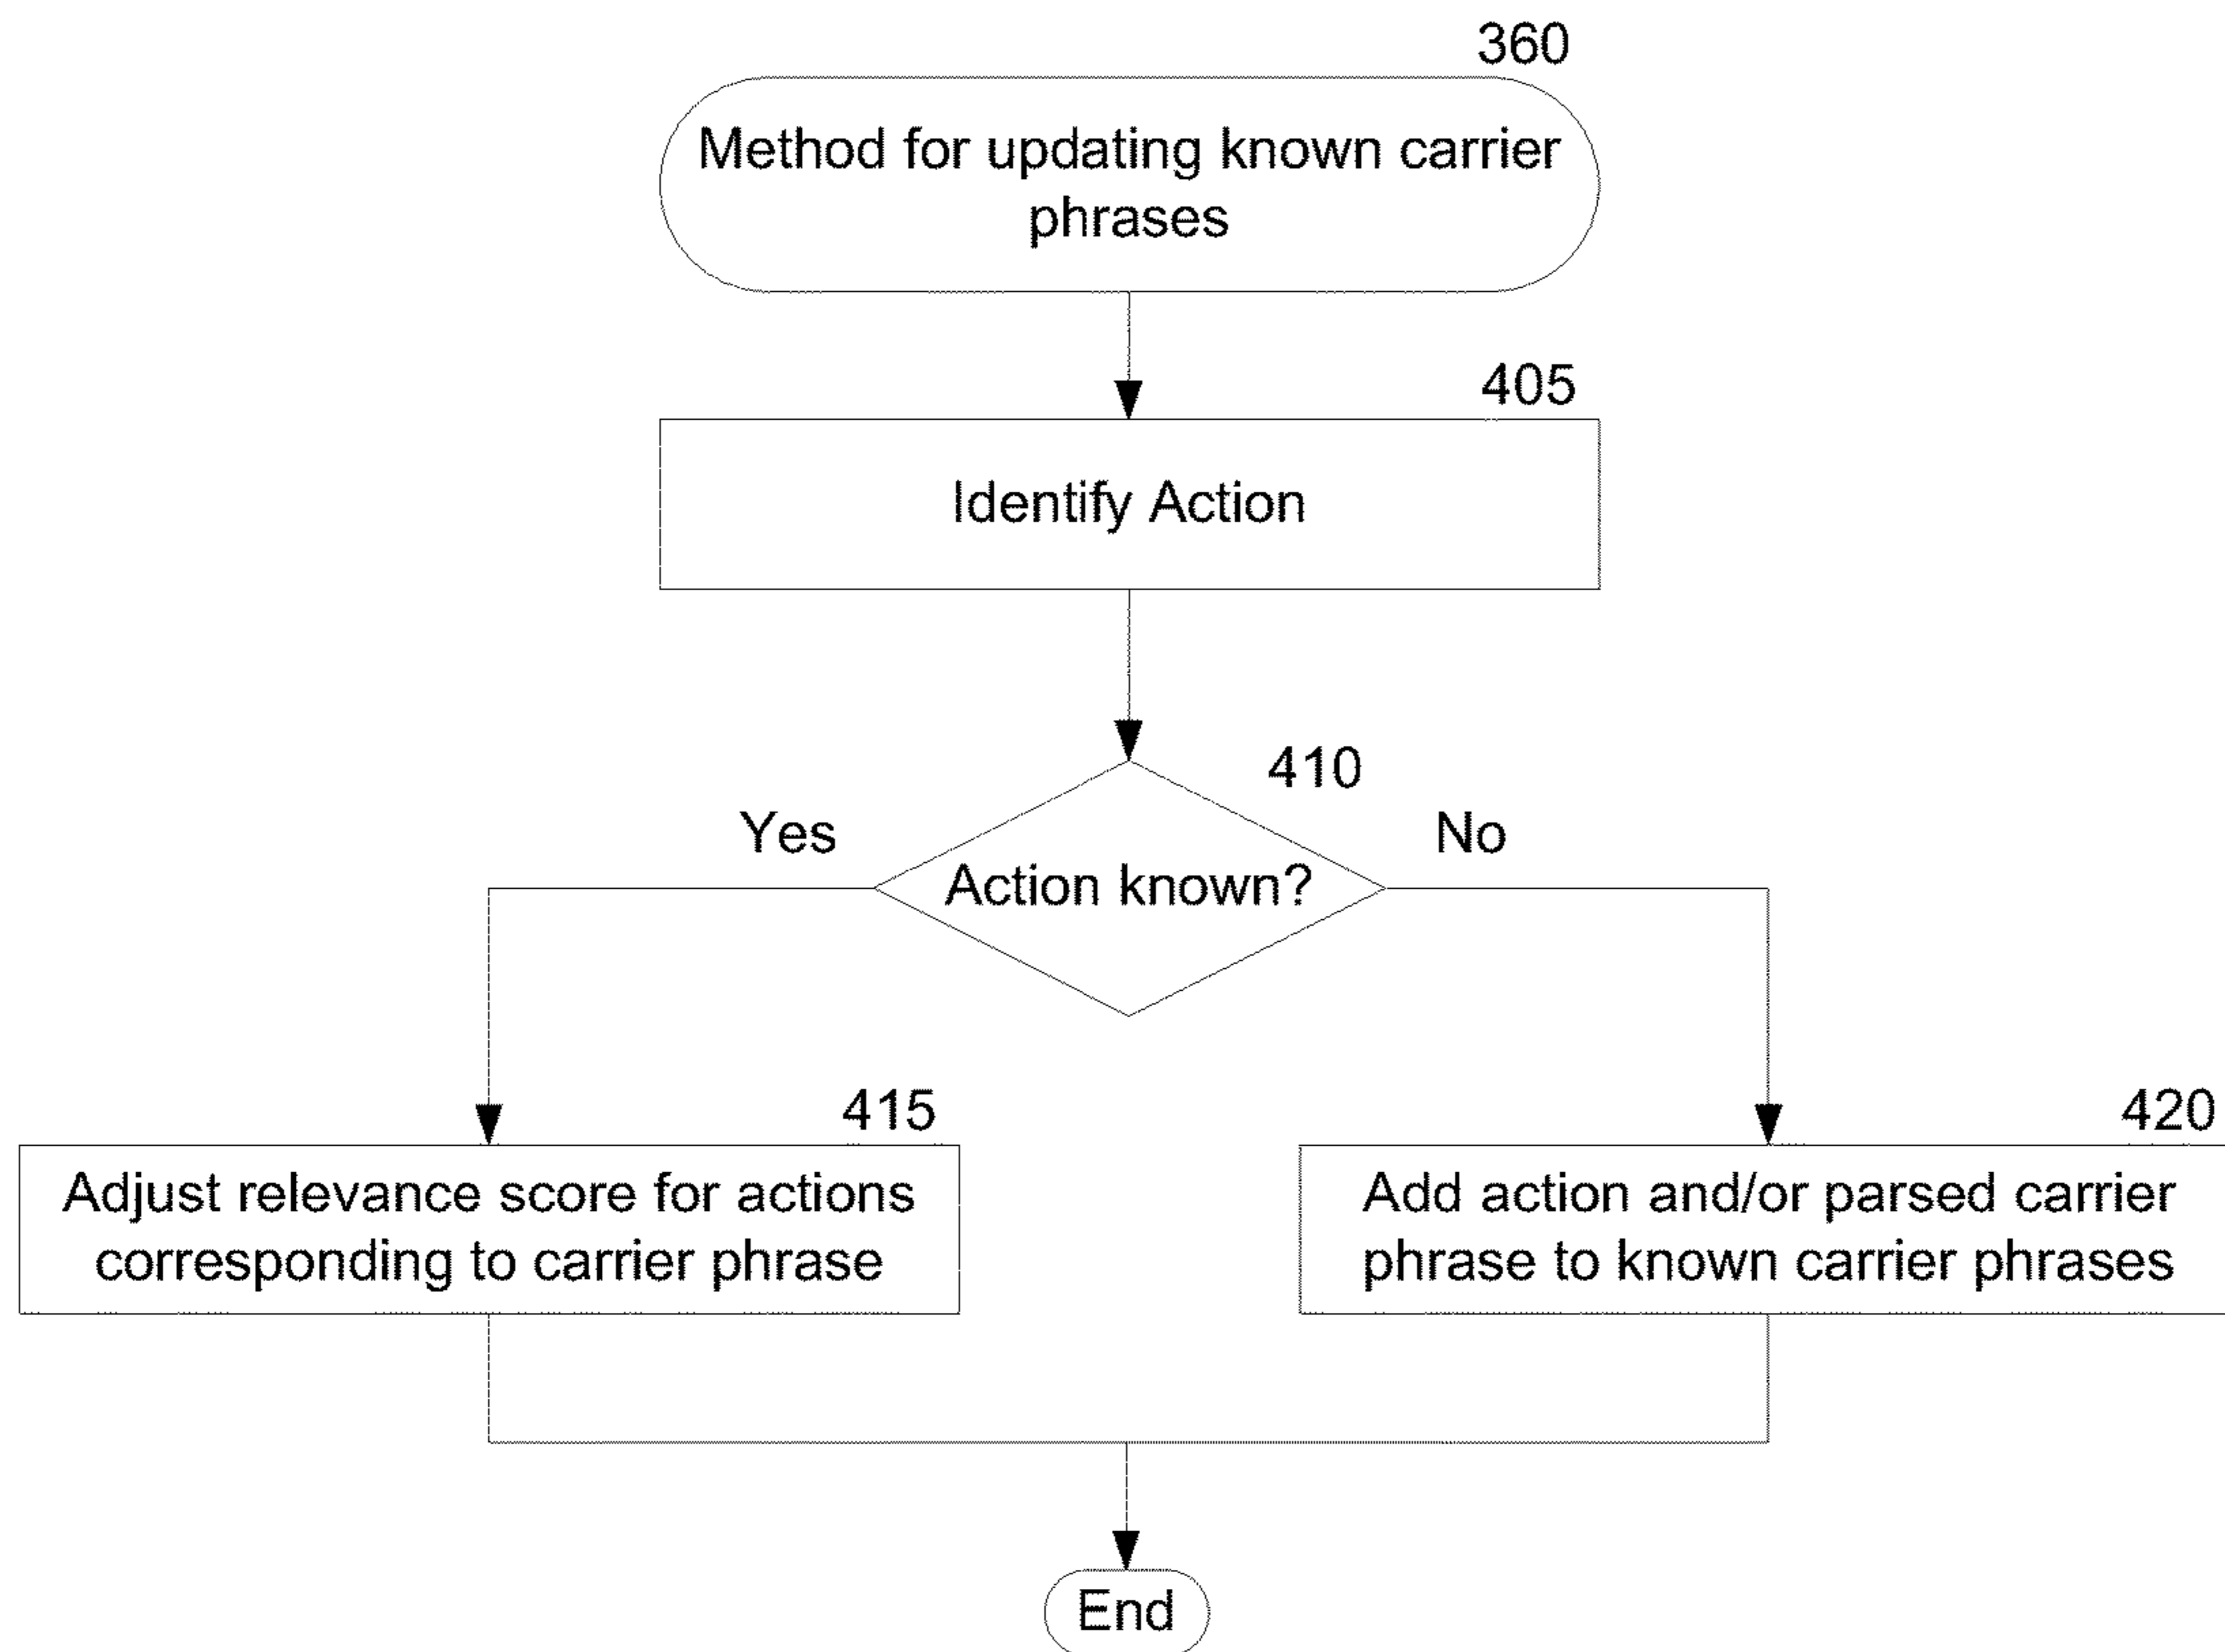 360
Method for updating known carrier
phrases
405
Identify Action
410
Yes
No
Action known?
415
420
Adjust relevance score for actions
corresponding to carrier phrase
Add action and/or parsed carrier
phrase to known carrier phrases
End